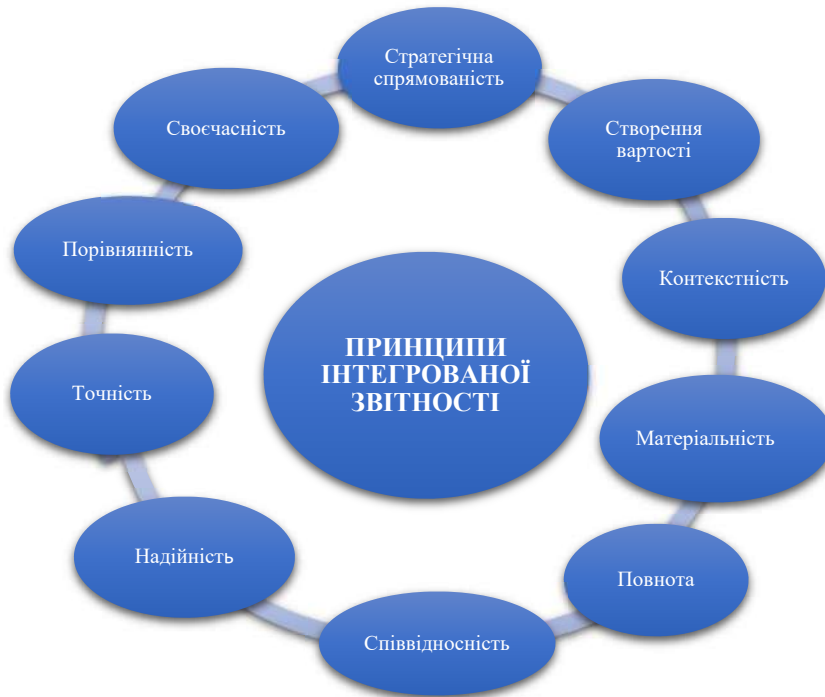 Стратегічна
спрямованість
Створення
вартості
Контекстність
Матеріальність
Повнота
Співвідносність
Надійність
Точність
Порівнянність
Своєчасність
ПРИНЦИПИ
ІНТЕГРОВАНОЇ
ЗВІТНОСТІ